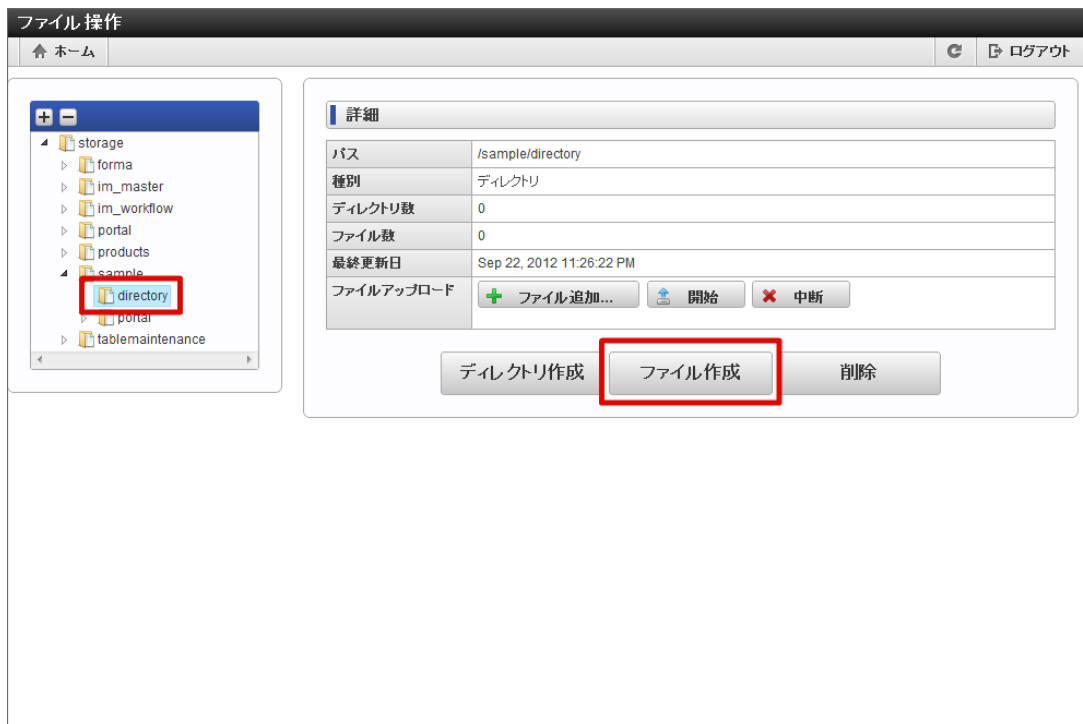 ファイル操作
ホーム
ログアウト
storage
forma
im_master
im_workflow
portal
products
sample
directory
portal
tablemaintenance
詳細
パス /sample/directory
種別 ディレクトリ
ディレクトリ数 0
ファイル数 0
最終更新日 Sep 22, 2012 11:26:22 PM
ファイルアップロード ファイル追加... 開始 中断
ディレクトリ作成 ファイル作成 削除